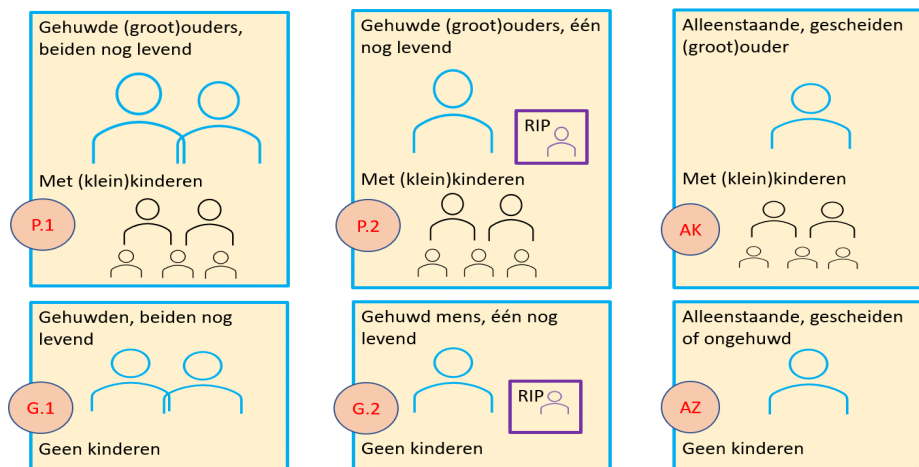 Gehuwde (groot)ouders,
beiden nog levend
Met (klein)kinderen
P.1
Gehuwde (groot)ouders, één
nog levend
RIP
Met (klein)kinderen
P.2
Alleenstaande, gescheiden
(groot)ouder
Met (klein)kinderen
AK
Gehuwden, beiden nog
levend
G.1
Geen kinderen
Gehuwd mens, één nog
levend
RIP
G.2
Geen kinderen
Alleenstaande, gescheiden
of ongehuwd
AZ
Geen kinderen